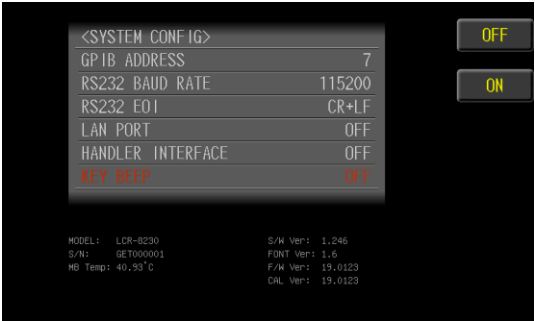 <SYSTEM CONFIG>
GPIB ADDRESS 7
RS232 BAUD RATE 115200
RS232 EOI CR+LF
LAN PORT OFF
HANDLER INTERFACE OFF
KEY BEEP OFF
OFF
ON
MODEL: LCR-8230
S/N: GET000001
MB Temp: 40.93°C
S/W Ver: 1.246
FONT Ver: 1.6
F/W Ver: 19.0123
CAL Ver: 19.0123